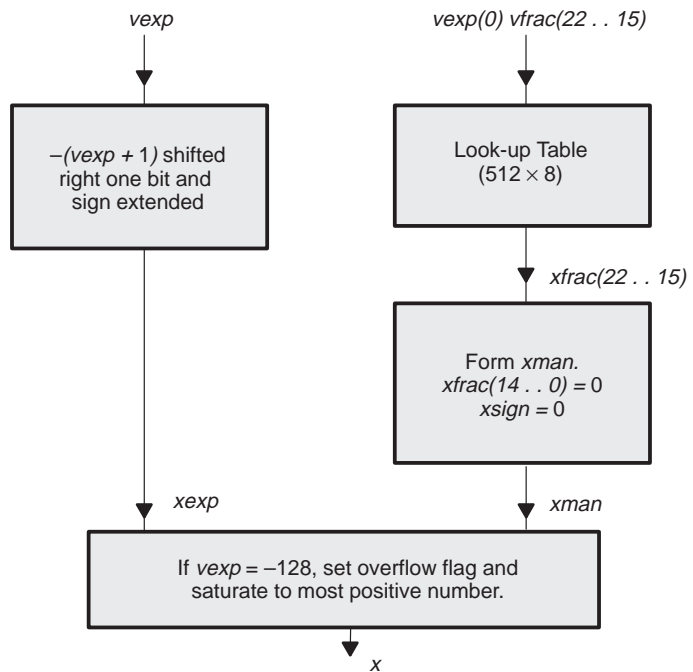 vexp
vexp(0) vfrac(22 . . 15)
–(vexp + 1) shifted
right one bit and
sign extended
Look-up Table
(512 × 8)
xfrac(22 . . 15)
Form xman.
xfrac(14 . . 0) = 0
xsign = 0
xexp
xman
If vexp = –128, set overflow flag and
saturate to most positive number.
x